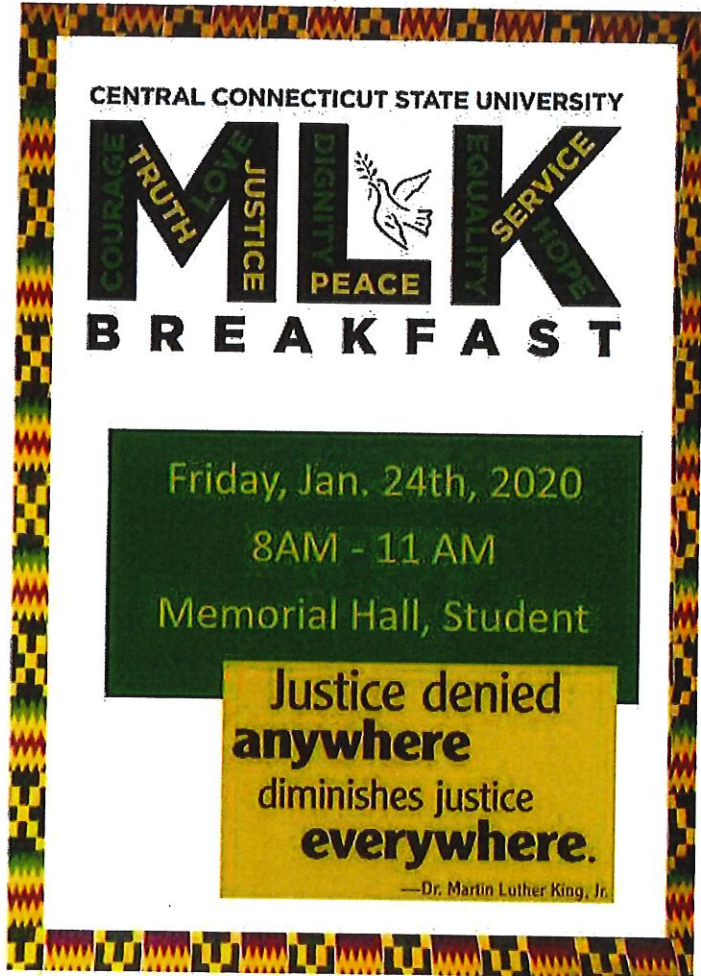 CENTRAL CONNECTICUT STATE UNIVERSITY
MLK
COURAGE
TRUTH
LOVE
JUSTICE
DIGNITY
PEACE
EQUALITY
SERVICE
HOPE
BREAKFAST
Friday, Jan. 24th, 2020
8AM - 11 AM
Memorial Hall, Student
Justice denied
anywhere
diminishes justice
everywhere.
—Dr. Martin Luther King, Jr.